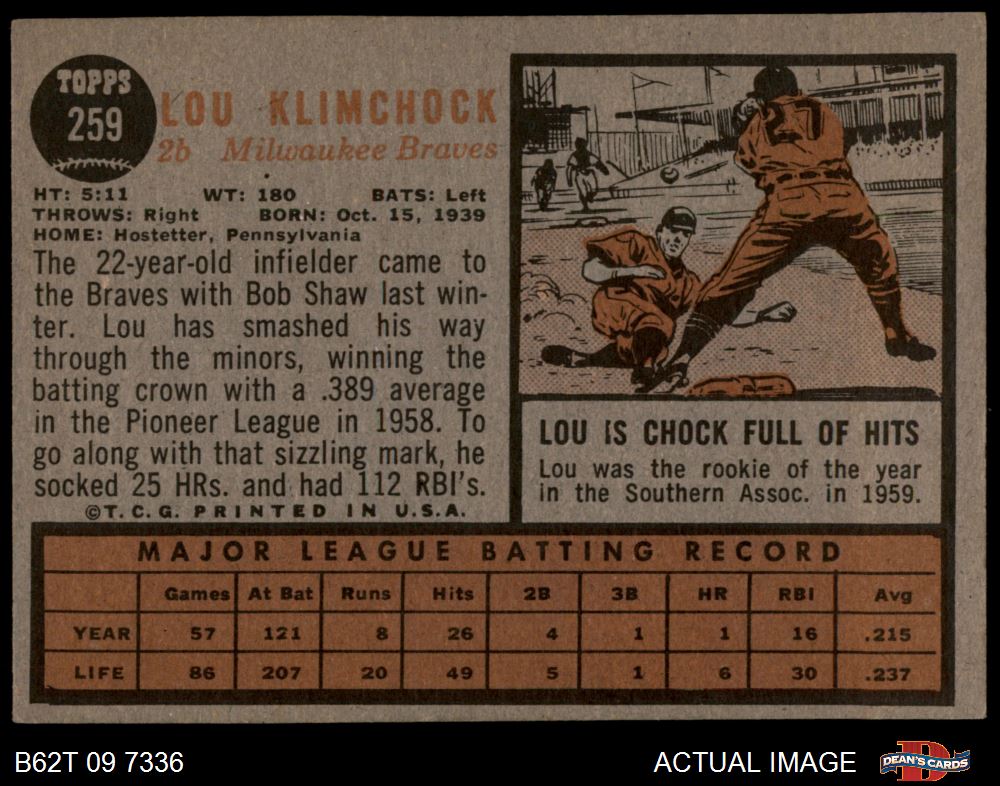 TOPPS
259
LOU KLIMCHOCK
2b Milwaukee Braves
HT: 5:11 WT: 180 BATS: Left
THROWS: Right BORN: Oct. 15, 1939
HOME: Hostetter, Pennsylvania
The 22-year-old infielder came to
the Braves with Bob Shaw last win-
ter. Lou has smashed his way
through the minors, winning the
batting crown with a .389 average
in the Pioneer League in 1958. To
go along with that sizzling mark, he
socked 25 HRs. and had 112 RBI's.
©T.C.G. PRINTED IN U.S.A.
27
LOU IS CHOCK FULL OF HITS
Lou was the rookie of the year
in the Southern Assoc. in 1959.
MAJOR LEAGUE BATTING RECORD
Games At Bat Runs Hits 2B 3B HR RBI Avg
YEAR 57 121 8 26 4 1 1 16 .215
LIFE 86 207 20 49 5 1 6 30 .237
B62T 09 7336
ACTUAL IMAGE
DEAN'S CARDS